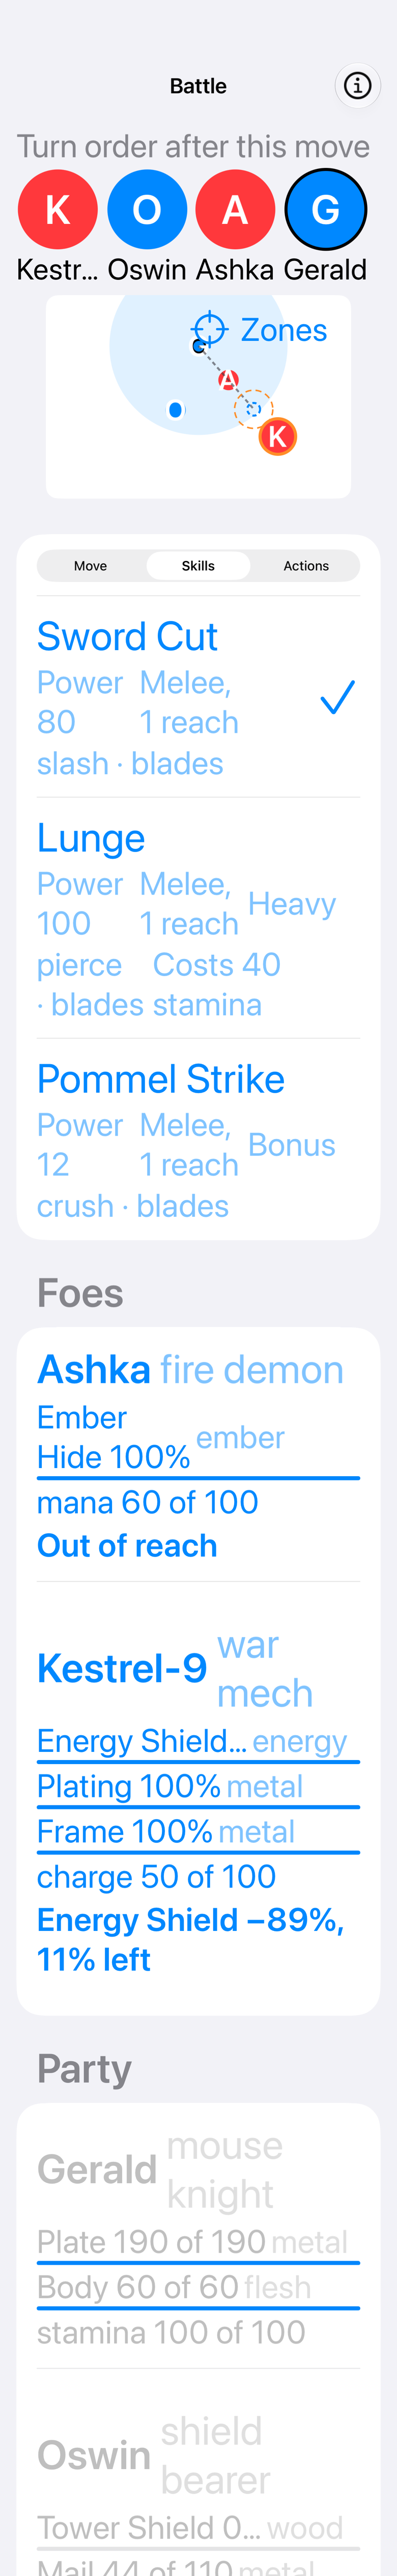 Battle
Turn order after this move
K O A G
Kestr... Oswin Ashka Gerald
Zones
G
A
K
Move Skills Actions
Sword Cut
Power 80 Melee, 1 reach
slash · blades
Lunge
Power 100 Melee, 1 reach Heavy
pierce · blades Costs 40 stamina
Pommel Strike
Power 12 Melee, 1 reach Bonus
crush · blades
Foes
Ashka fire demon
Ember Hide 100% ember
mana 60 of 100
Out of reach
Kestrel-9 war mech
Energy Shield... energy
Plating 100% metal
Frame 100% metal
charge 50 of 100
Energy Shield −89%,
11% left
Party
Gerald mouse knight
Plate 190 of 190 metal
Body 60 of 60 flesh
stamina 100 of 100
Oswin shield bearer
Tower Shield 0... wood
Mail 44 of 110 metal